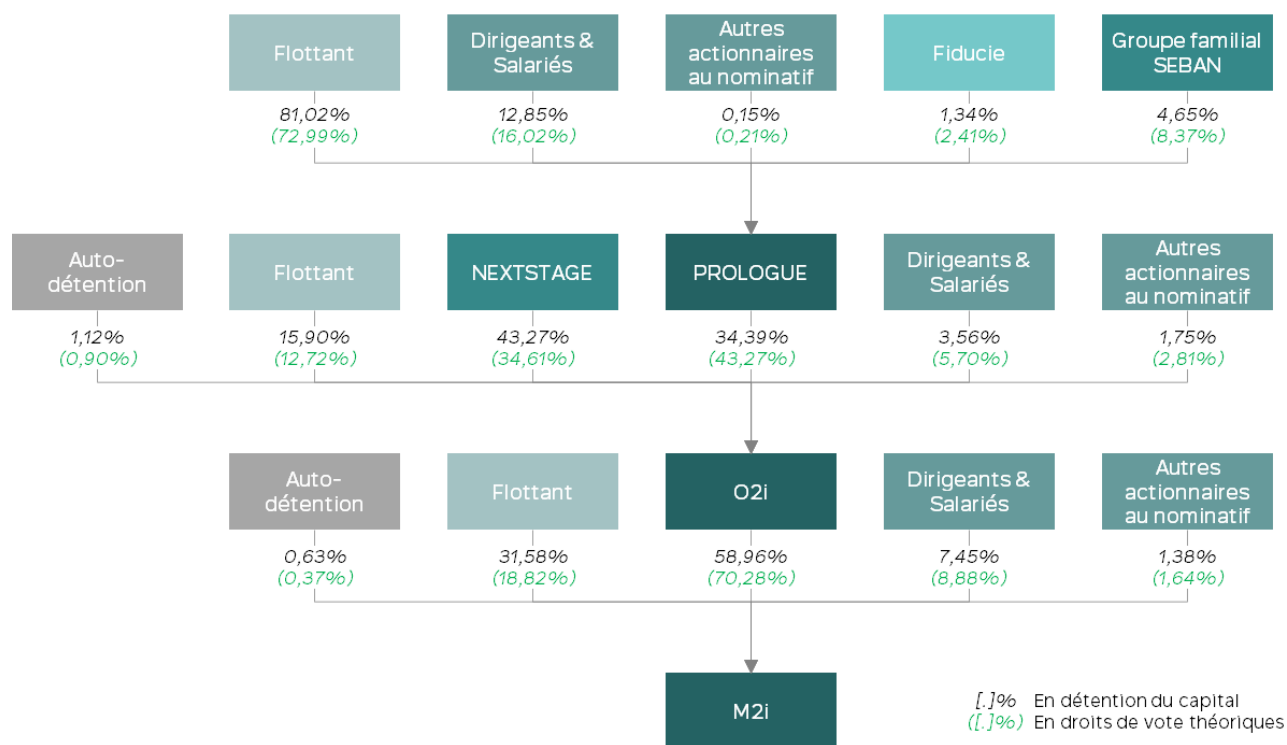 Flottant
Dirigeants &
Salariés
Autres
actionnaires
au nominatif
Fiducie
Groupe familial
SEBAN
81,02%
(72,99%)
12,85%
(16,02%)
0,15%
(0,21%)
1,34%
(2,41%)
4,65%
(8,37%)
Auto-
détention
Flottant
NEXTSTAGE
PROLOGUE
Dirigeants &
Salariés
Autres
actionnaires
au nominatif
1,12%
(0,90%)
15,90%
(12,72%)
43,27%
(34,61%)
34,39%
(43,27%)
3,56%
(5,70%)
1,75%
(2,81%)
Auto-
détention
Flottant
O2i
Dirigeants &
Salariés
Autres
actionnaires
au nominatif
0,63%
(0,37%)
31,58%
(18,82%)
58,96%
(70,28%)
7,45%
(8,88%)
1,38%
(1,64%)
M2i
[.]% En détention du capital
([.]%) En droits de vote théoriques